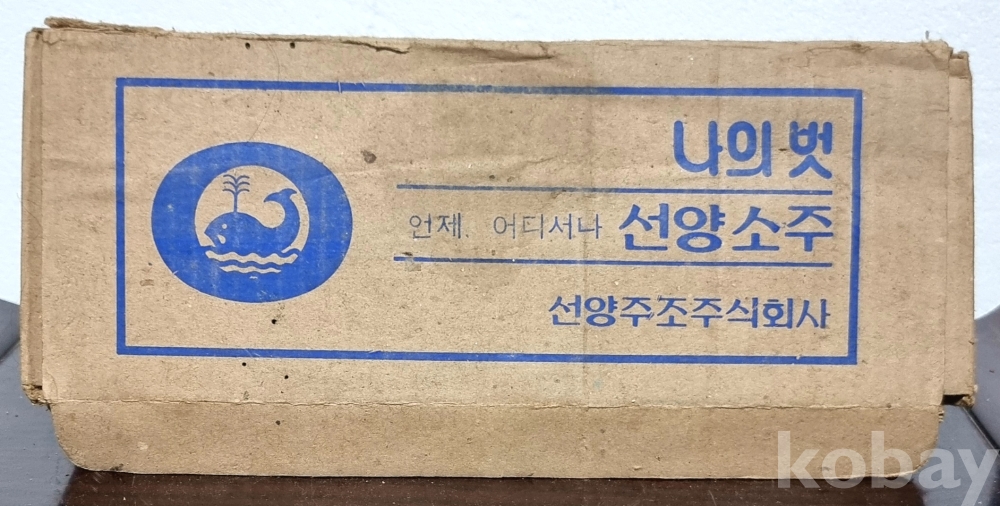 나의 벗
언제. 어디서나 선양소주
선양주조주식회사
kobay